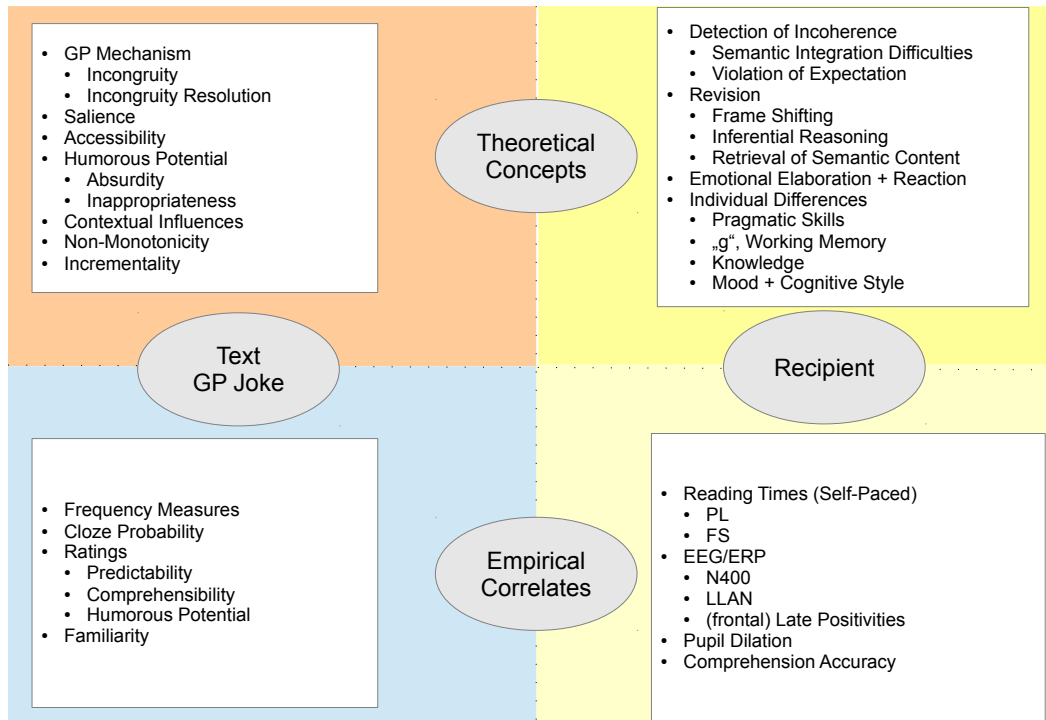 • GP Mechanism
• Incongruity
• Incongruity Resolution
• Salience
• Accessibility
• Humorous Potential
• Absurdity
• Inappropriateness
• Contextual Influences
• Non-Monotonicity
• Incrementality
Theoretical
Concepts
• Detection of Incoherence
• Semantic Integration Difficulties
• Violation of Expectation
• Revision
• Frame Shifting
• Inferential Reasoning
• Retrieval of Semantic Content
• Emotional Elaboration + Reaction
• Individual Differences
• Pragmatic Skills
• „g“, Working Memory
• Knowledge
• Mood + Cognitive Style
Text
GP Joke
Recipient
• Frequency Measures
• Cloze Probability
• Ratings
• Predictability
• Comprehensibility
• Humorous Potential
• Familiarity
Empirical
Correlates
• Reading Times (Self-Paced)
• PL
• FS
• EEG/ERP
• N400
• LLAN
• (frontal) Late Positivities
• Pupil Dilation
• Comprehension Accuracy